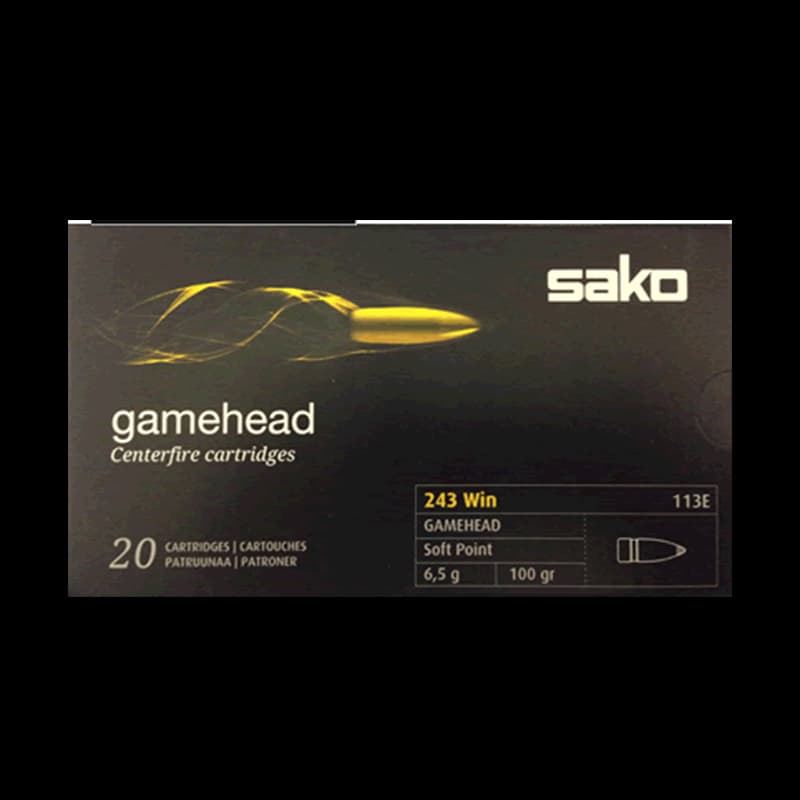 sako
gamehead
Centerfire cartridges
243 Win 113E
GAMEHEAD
Soft Point
6,5 g 100 gr
20 CARTRIDGES | CARTOUCHES
PATRUUNAA | PATRONER